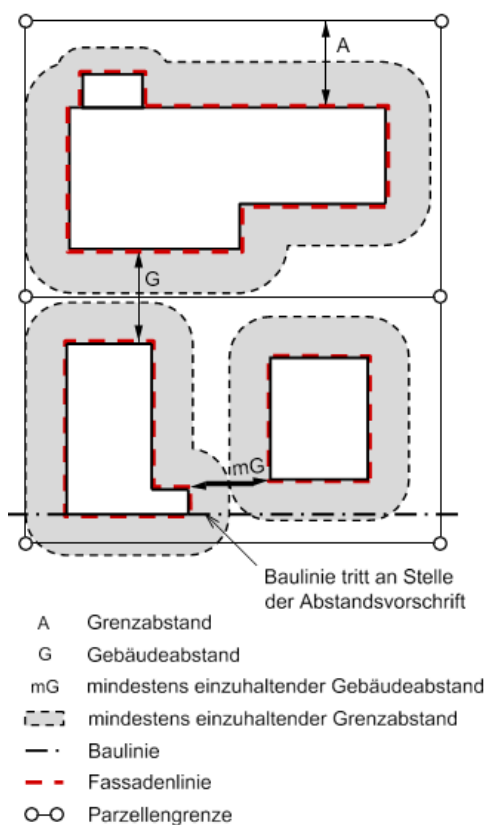 A
G
mG
Baulinie tritt an Stelle
der Abstandsvorschrift
A Grenzabstand
G Gebäudeabstand
mG mindestens einzuhaltender Gebäudeabstand
mindestens einzuhaltender Grenzabstand
Baulinie
Fassadenlinie
Parzellengrenze